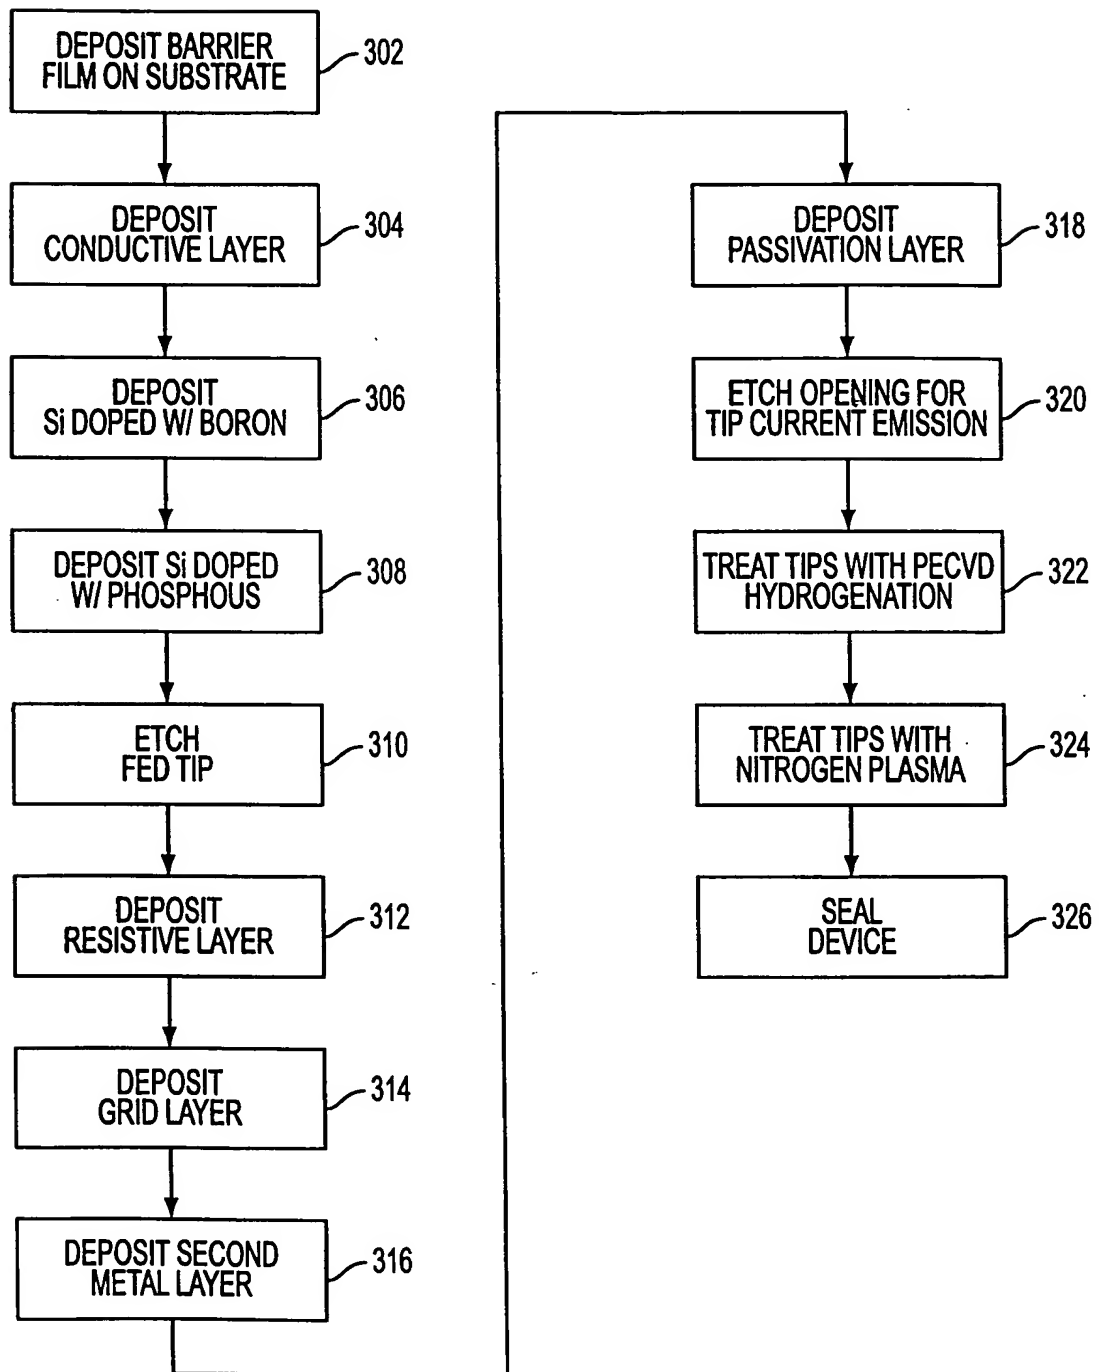 DEPOSIT BARRIER
FILM ON SUBSTRATE
302
DEPOSIT
CONDUCTIVE LAYER
304
DEPOSIT
Si DOPED W/ BORON
306
DEPOSIT Si DOPED
W/ PHOSPHOUS
308
ETCH
FED TIP
310
DEPOSIT
RESISTIVE LAYER
312
DEPOSIT
GRID LAYER
314
DEPOSIT SECOND
METAL LAYER
316
DEPOSIT
PASSIVATION LAYER
318
ETCH OPENING FOR
TIP CURRENT EMISSION
320
TREAT TIPS WITH PECVD
HYDROGENATION
322
TREAT TIPS WITH
NITROGEN PLASMA
324
SEAL
DEVICE
326